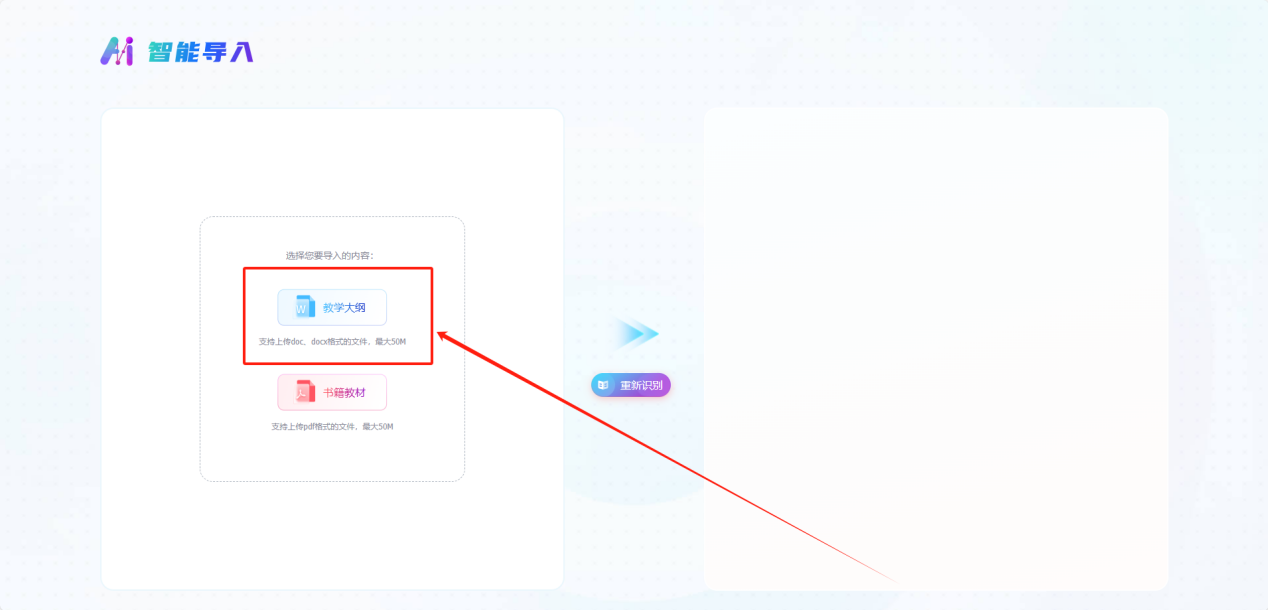 Ai 智能导入
选择您要导入的内容：
教学大纲
支持上传doc、docx格式的文件，最大50M
书籍教材
支持上传pdf格式的文件，最大50M
重新识别